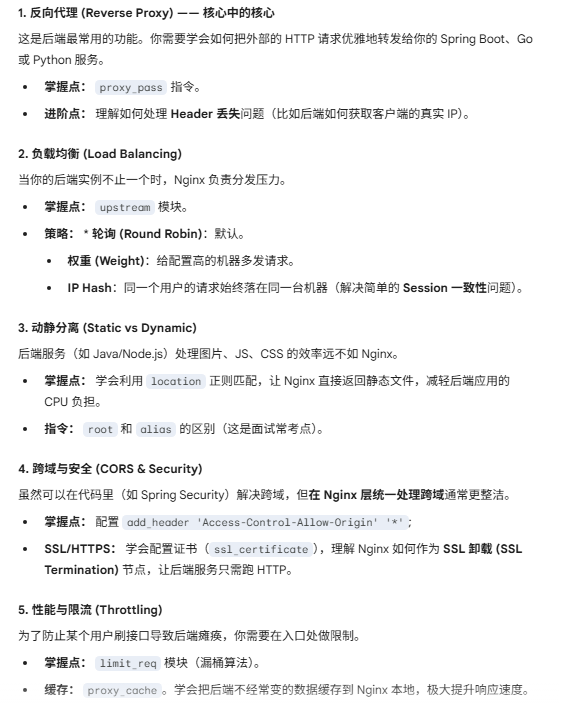 1. 反向代理 (Reverse Proxy) —— 核心中的核心
这是后端最常用的功能。你需要学会如何把外部的 HTTP 请求优雅地转发给你的 Spring Boot、Go
或 Python 服务。
• 掌握点： proxy_pass 指令。
• 进阶点： 理解如何处理 Header 丢失问题（比如后端如何获取客户端的真实 IP）。
2. 负载均衡 (Load Balancing)
当你的后端实例不止一个时，Nginx 负责分发压力。
• 掌握点： upstream 模块。
• 策略： * 轮询 (Round Robin)：默认。
• 权重 (Weight)：给配置高的机器多发请求。
• IP Hash：同一个用户的请求始终落在同一台机器（解决简单的 Session 一致性问题）。
3. 动静分离 (Static vs Dynamic)
后端服务（如 Java/Node.js）处理图片、JS、CSS 的效率远不如 Nginx。
• 掌握点： 学会利用 location 正则匹配，让 Nginx 直接返回静态文件，减轻后端应用的
CPU 负担。
• 指令： root 和 alias 的区别（这是面试常考点）。
4. 跨域与安全 (CORS & Security)
虽然可以在代码里（如 Spring Security）解决跨域，但在 Nginx 层统一处理跨域通常更整洁。
• 掌握点： 配置 add_header 'Access-Control-Allow-Origin' '*';
• SSL/HTTPS： 学会配置证书（ssl_certificate），理解 Nginx 如何作为 SSL 卸载 (SSL
Termination) 节点，让后端服务只需跑 HTTP。
5. 性能与限流 (Throttling)
为了防止某个用户刷接口导致后端瘫痪，你需要在入口处做限制。
• 掌握点： limit_req 模块（漏桶算法）。
• 缓存： proxy_cache 。学会把后端不经常变的数据缓存到 Nginx 本地，极大提升响应速度。